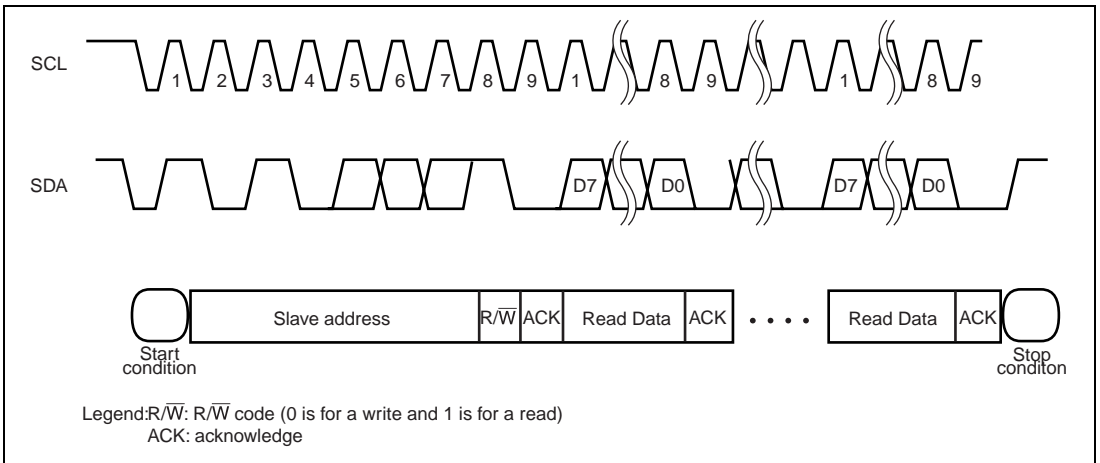 SCL
1 2 3 4 5 6 7 8 9 1 8 9 1 8 9
SDA
D7 D0 D7 D0
Slave address R/W̅ ACK Read Data ACK • • • • Read Data ACK
Start
condition
Stop
conditon
Legend:R/W̅: R/W̅ code (0 is for a write and 1 is for a read)
ACK: acknowledge